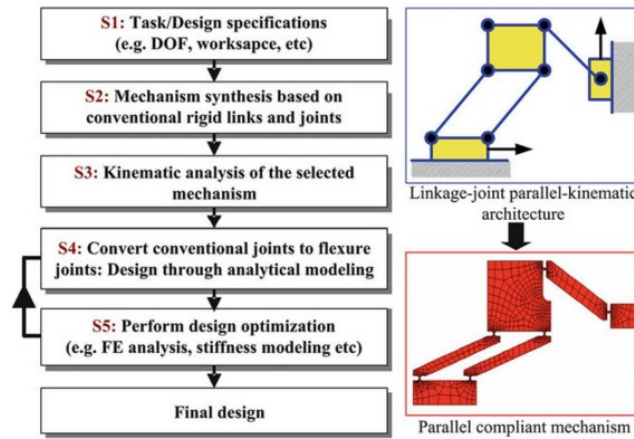 S1: Task/Design specifications
(e.g. DOF, worksapce, etc)
S2: Mechanism synthesis based on
conventional rigid links and joints
S3: Kinematic analysis of the selected
mechanism
S4: Convert conventional joints to flexure
joints: Design through analytical modeling
S5: Perform design optimization
(e.g. FE analysis, stiffness modeling etc)
Final design
Linkage-joint parallel-kinematic
architecture
Parallel compliant mechanism